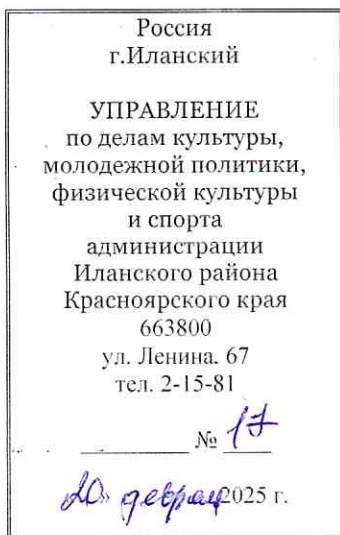 Россия
г.Иланский
УПРАВЛЕНИЕ
по делам культуры,
молодежной политики,
физической культуры
и спорта
администрации
Иланского района
Красноярского края
663800
ул. Ленина. 67
тел. 2-15-81
№ 17
20» февраля 2025 г.